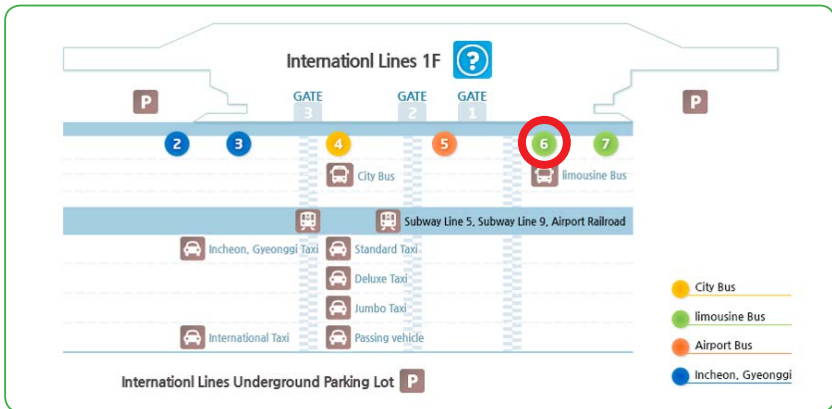 Internationl Lines 1F ?
P
GATE 3
GATE 2
GATE 1
P
2
3
4
5
6
7
City Bus
limousine Bus
Subway Line 5, Subway Line 9, Airport Railroad
Incheon, Gyeonggi Taxi
Standard Taxi
Deluxe Taxi
Jumbo Taxi
International Taxi
Passing vehicle
City Bus
limousine Bus
Airport Bus
Incheon, Gyeonggi
Internationl Lines Underground Parking Lot P